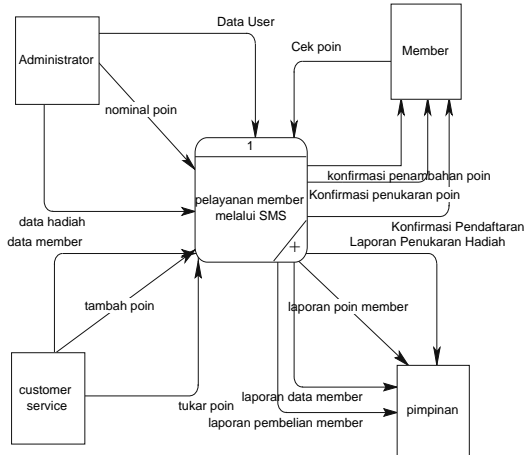 Data User
Administrator
Cek poin
Member
nominal poin
1
konfirmasi penambahan poin
pelayanan member
melalui SMS
Konfirmasi penukaran poin
data hadiah
Konfirmasi Pendaftaran
data member
Laporan Penukaran Hadiah
+
tambah poin
laporan poin member
customer
service
tukar poin
laporan data member
laporan pembelian member
pimpinan